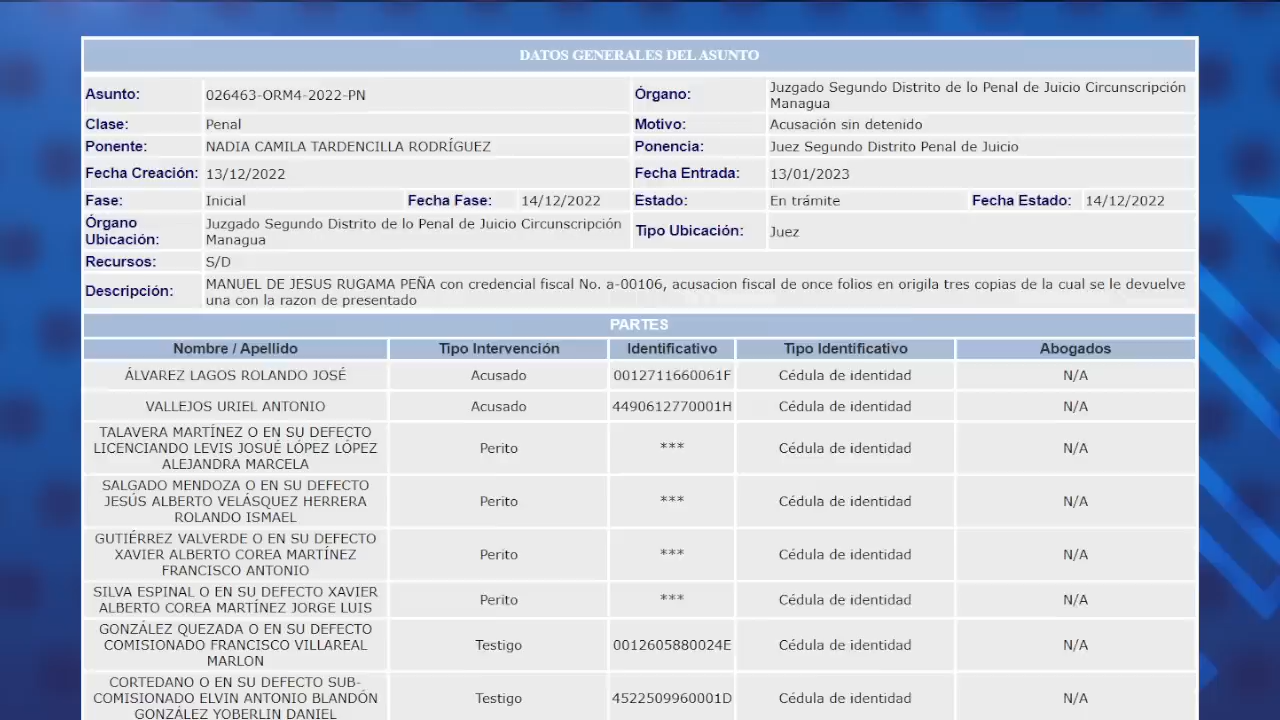 DATOS GENERALES DEL ASUNTO
Asunto: 026463-ORM4-2022-PN
Órgano: Juzgado Segundo Distrito de lo Penal de Juicio Circunscripción
Managua
Clase: Penal
Motivo: Acusación sin detenido
Ponente: NADIA CAMILA TARDENCILLA RODRÍGUEZ
Ponencia: Juez Segundo Distrito Penal de Juicio
Fecha Creación: 13/12/2022
Fecha Entrada: 13/01/2023
Fase: Inicial Fecha Fase: 14/12/2022
Estado: En trámite Fecha Estado: 14/12/2022
Órgano
Ubicación:
Juzgado Segundo Distrito de lo Penal de Juicio Circunscripción
Managua
Tipo Ubicación: Juez
Recursos: S/D
Descripción: MANUEL DE JESUS RUGAMA PEÑA con credencial fiscal No. a-00106, acusacion fiscal de once folios en origila tres copias de la cual se le devuelve
una con la razon de presentado
PARTES
Nombre / Apellido Tipo Intervención Identificativo Tipo Identificativo Abogados
ÁLVAREZ LAGOS ROLANDO JOSÉ Acusado 0012711660061F Cédula de identidad N/A
VALLEJOS URIEL ANTONIO Acusado 4490612770001H Cédula de identidad N/A
TALAVERA MARTÍNEZ O EN SU DEFECTO
LICENCIANDO LEVIS JOSUÉ LÓPEZ LÓPEZ
ALEJANDRA MARCELA
Perito *** Cédula de identidad N/A
SALGADO MENDOZA O EN SU DEFECTO
JESÚS ALBERTO VELÁSQUEZ HERRERA
ROLANDO ISMAEL
Perito *** Cédula de identidad N/A
GUTIÉRREZ VALVERDE O EN SU DEFECTO
XAVIER ALBERTO COREA MARTÍNEZ
FRANCISCO ANTONIO
Perito *** Cédula de identidad N/A
SILVA ESPINAL O EN SU DEFECTO XAVIER
ALBERTO COREA MARTÍNEZ JORGE LUIS
Perito *** Cédula de identidad N/A
GONZÁLEZ QUEZADA O EN SU DEFECTO
COMISIONADO FRANCISCO VILLAREAL
MARLON
Testigo 0012605880024E Cédula de identidad N/A
CORTEDANO O EN SU DEFECTO SUB-
COMISIONADO ELVIN ANTONIO BLANDÓN
GONZÁLEZ YOBERLIN DANIEL
Testigo 4522509960001D Cédula de identidad N/A